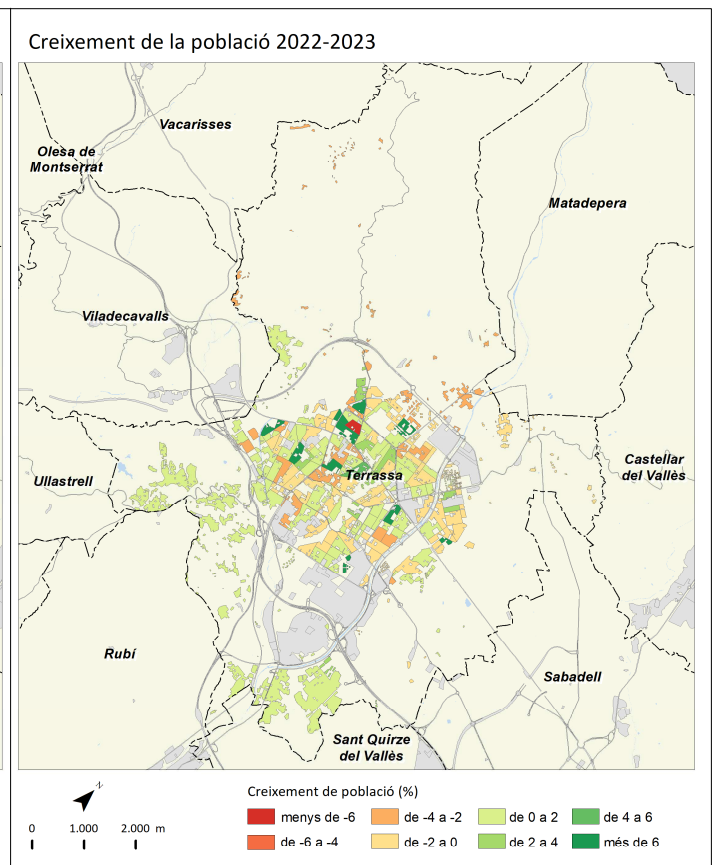 Creixement de la població 2022-2023
Vacarisses
Olesa de
Montserrat
Matadepera
Viladecavalls
Castellar
del Vallès
Terrassa
Ullastrell
Rubí
Sabadell
Sant Quirze
del Vallès
N
0 1.000 2.000 m
Creixement de població (%)
menys de -6 de -4 a -2 de 0 a 2 de 4 a 6
de -6 a -4 de -2 a 0 de 2 a 4 més de 6